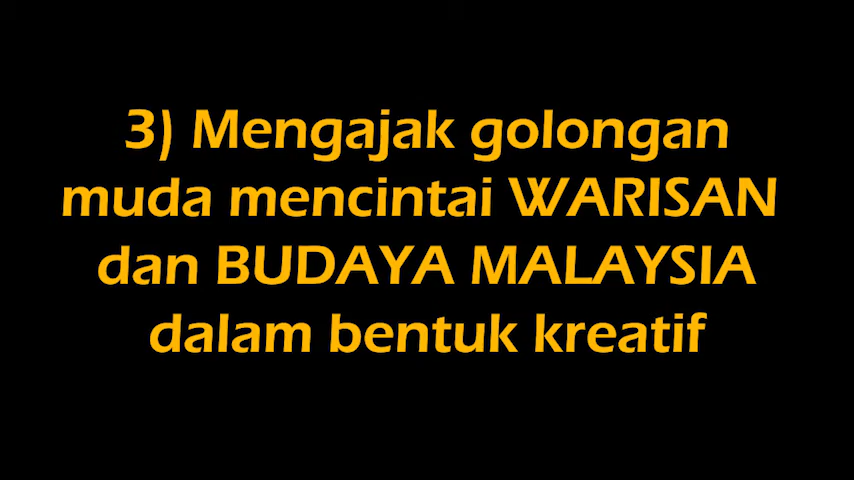 3) Mengajak golongan
muda mencintai WARISAN
dan BUDAYA MALAYSIA
dalam bentuk kreatif